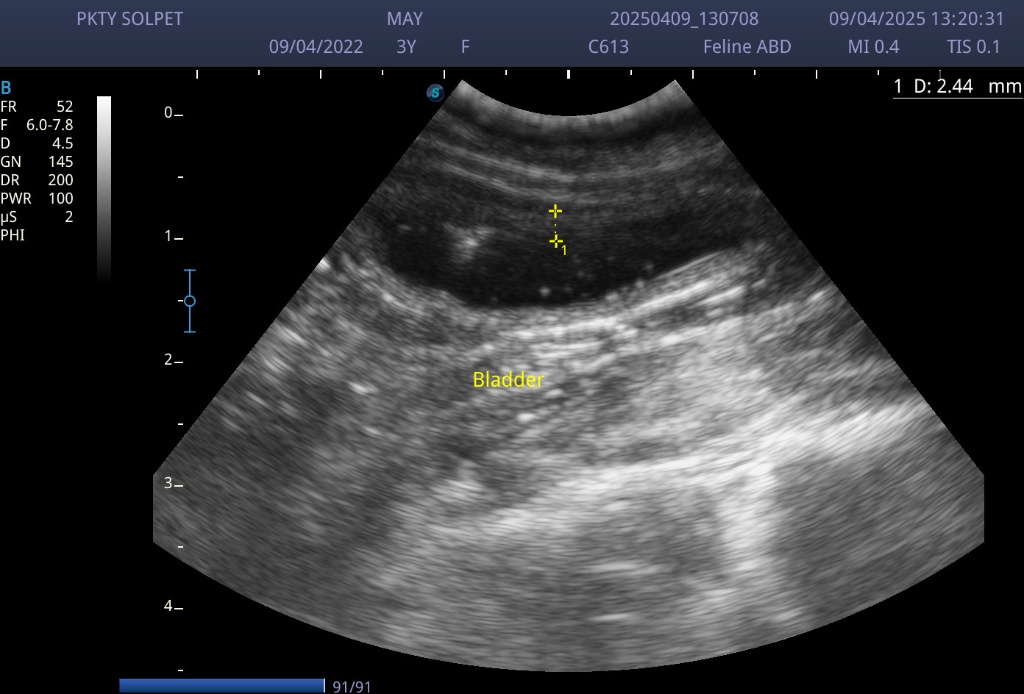 PKTY SOLPET MAY 20250409_130708 09/04/2025 13:20:31
09/04/2022 3Y F C613 Feline ABD MI 0.4 TIS 0.1
B
FR 52
F 6.0-7.8
D 4.5
GN 145
DR 200
PWR 100
µS 2
PHI
S
1 D: 2.44 mm
0
1
2
3
4
1
Bladder
91/91